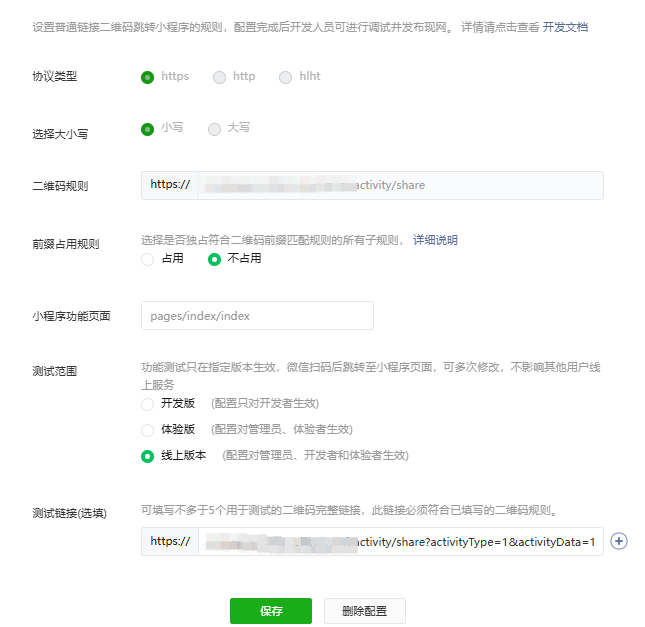 设置普通链接二维码跳转小程序的规则，配置完成后开发人员可进行调试并发布现网。 详情请点击查看 开发文档
协议类型 https http hlht
选择大小写 小写 大写
二维码规则 https:// activity/share
前缀占用规则 选择是否独占符合二维码前缀匹配规则的所有子规则， 详细说明
占用 不占用
小程序功能页面 pages/index/index
测试范围 功能测试只在指定版本生效，微信扫码后跳转至小程序页面，可多次修改，不影响其他用户线
上服务
开发版 (配置只对开发者生效)
体验版 (配置对管理员、体验者生效)
线上版本 (配置对管理员、开发者和体验者生效)
测试链接(选填) 可填写不多于5个用于测试的二维码完整链接，此链接必须符合已填写的二维码规则。
https:// activity/share?activityType=1&activityData=1
保存 删除配置